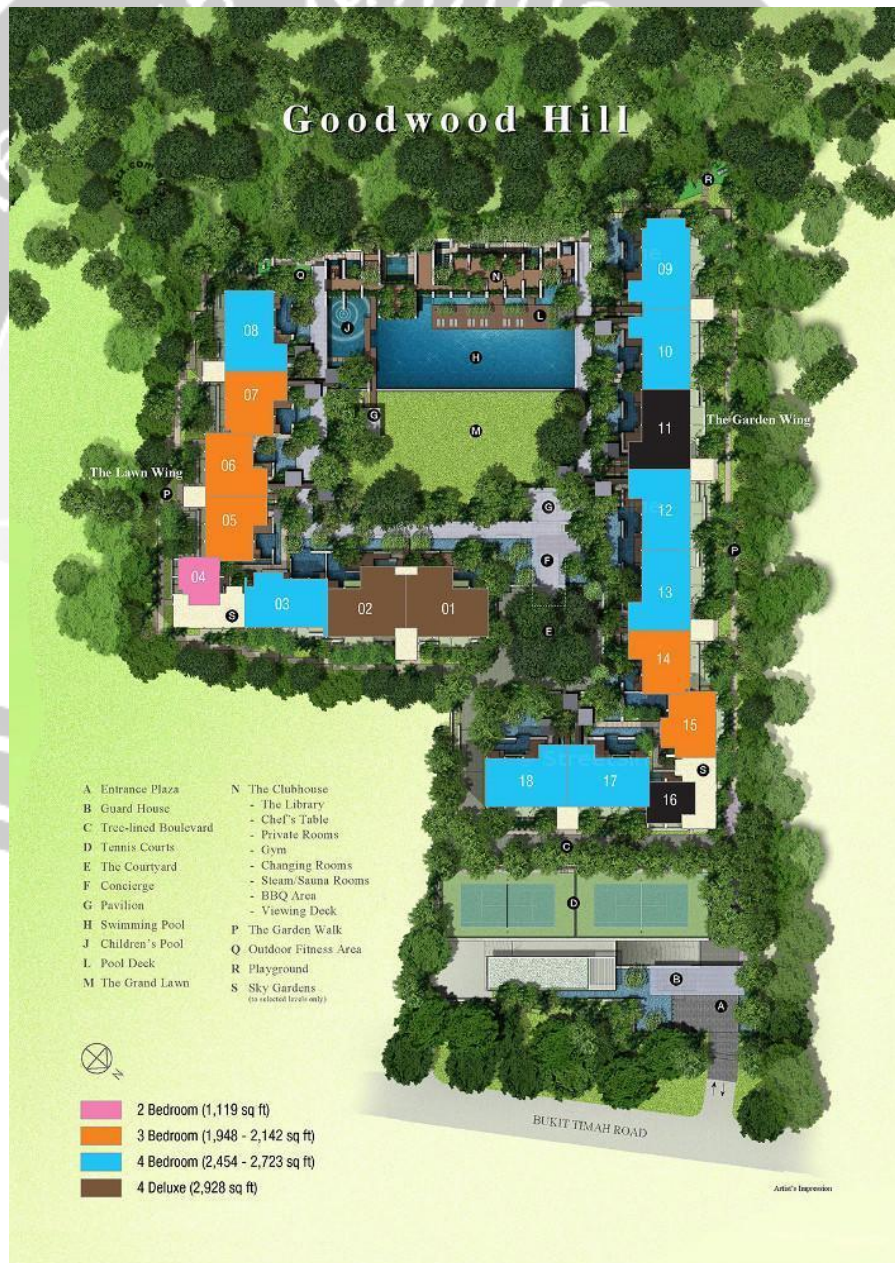 Goodwood Hill
R
Q
N
09
J
L
08
H
10
07
G
11
The Garden Wing
M
06
The Lawn Wing
P
12
G
05
P
F
04
13
03
02
01
S
E
14
15
S
18
17
16
C
D
B
A
A Entrance Plaza
B Guard House
C Tree-lined Boulevard
D Tennis Courts
E The Courtyard
F Concierge
G Pavilion
H Swimming Pool
J Children's Pool
L Pool Deck
M The Grand Lawn
N The Clubhouse
- The Library
- Chef's Table
- Private Rooms
- Gym
- Changing Rooms
- Steam/Sauna Rooms
- BBQ Area
- Viewing Deck
P The Garden Walk
Q Outdoor Fitness Area
R Playground
S Sky Gardens
(to selected levels only)
N
2 Bedroom (1,119 sq ft)
3 Bedroom (1,948 - 2,142 sq ft)
4 Bedroom (2,454 - 2,723 sq ft)
4 Deluxe (2,928 sq ft)
BUKIT TIMAH ROAD
Artist's Impression